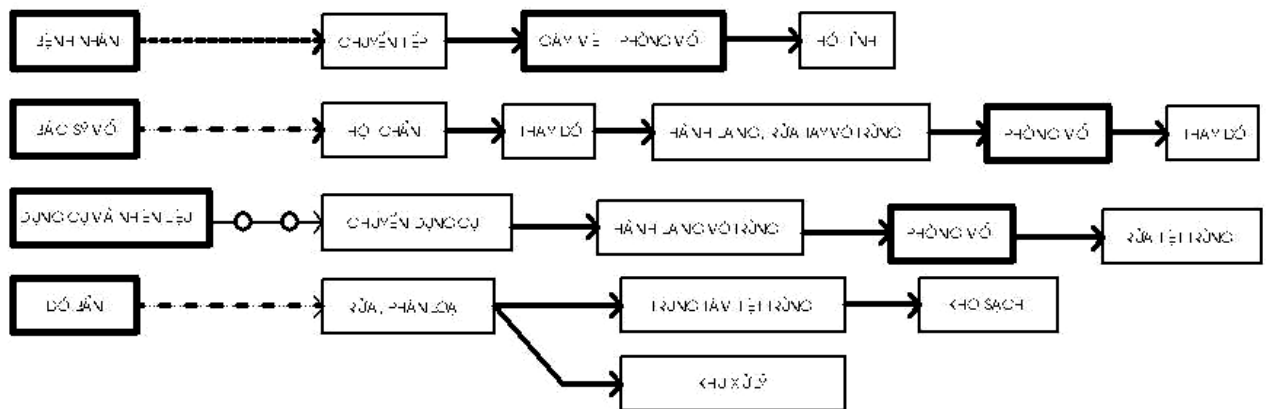 BỆNH NHÂN
CHUYỂN TIẾP
GÂY MÊ PHÒNG MỔ
HỒI TỈNH
BÁC SỸ MỔ
HỘI CHẨN
THAY ĐỒ
HÀNH LANG, RỬA TAY VÔ TRÙNG
PHÒNG MỔ
THAY ĐỒ
DỤNG CỤ VÀ NHIÊN LIỆU
CHUYỂN DỤNG CỤ
HÀNH LANG VÔ TRÙNG
PHÒNG MỔ
RỬA TIỆT TRÙNG
ĐỒ BẨN
RỬA, PHÂN LOẠI
TRUNG TÂM TIỆT TRÙNG
KHO SẠCH
KHU XỬ LÝ